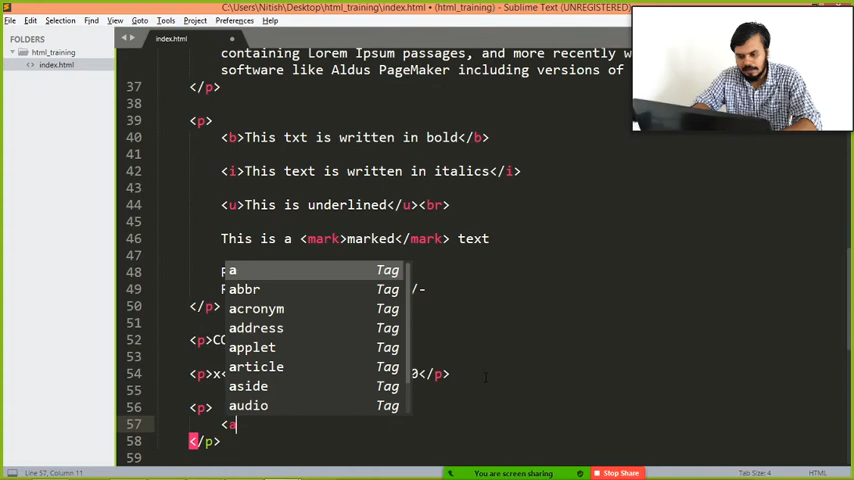 C:\Users\Nitish\Desktop\html_training\index.html • (html_training) - Sublime Text (UNREGISTERED)
File Edit Selection Find View Goto Tools Project Preferences Help
FOLDERS
html_training
<> index.html
index.html
containing Lorem Ipsum passages, and more recently w
software like Aldus PageMaker including versions of
37 </p>
38
39 <p>
40 <b>This txt is written in bold</b>
41
42 <i>This text is written in italics</i>
43
44 <u>This is underlined</u><br>
45
46 This is a <mark>marked</mark> text
47
48
49 /-
50 </p>
51
52 <p>CO
53
54 <p>x< 0</p>
55
56 <p>
57 <a
58 </p>
59
a Tag
abbr Tag
acronym Tag
address Tag
applet Tag
article Tag
aside Tag
audio Tag
Line 57, Column 11
You are screen sharing
Stop Share
Tab Size: 4
HTML